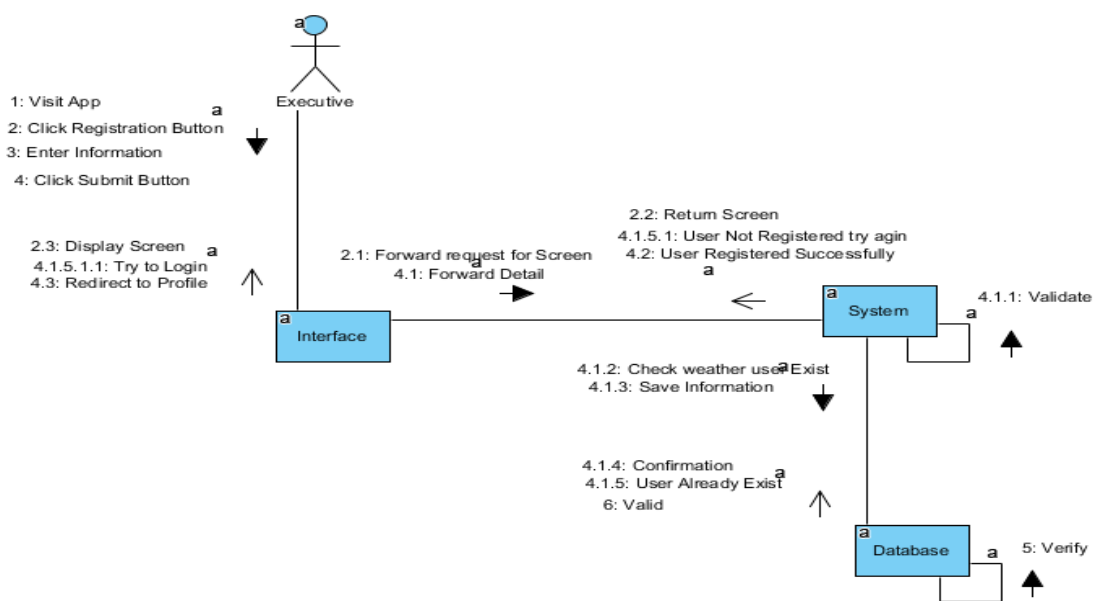 a
Executive
1: Visit App
a
2: Click Registration Button
3: Enter Information
4: Click Submit Button
2.3: Display Screen
a
4.1.5.1.1: Try to Login
4.3: Redirect to Profile
2.1: Forward request for Screen
a
4.1: Forward Detail
2.2: Return Screen
4.1.5.1: User Not Registered try agin
4.2: User Registered Successfully
a
a
Interface
a
System
4.1.1: Validate
a
4.1.2: Check weather user Exist
a
4.1.3: Save Information
4.1.4: Confirmation
a
4.1.5: User Already Exist
6: Valid
a
Database
a
5: Verify